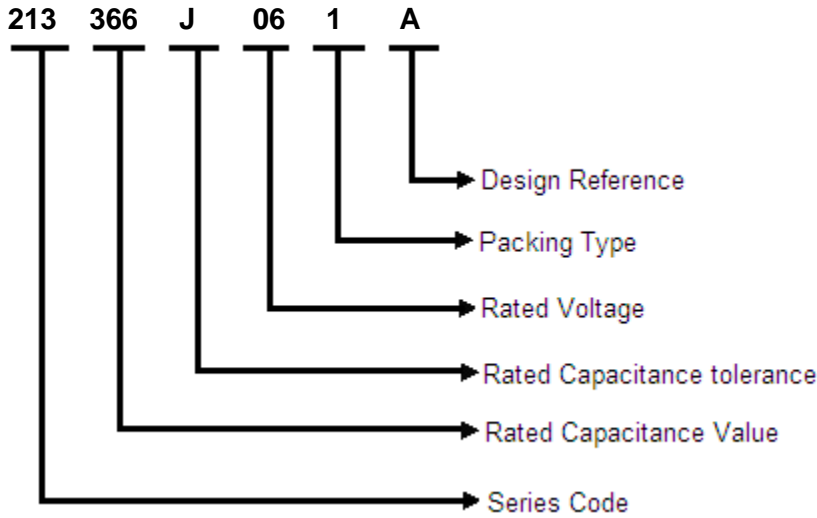 213 366 J 06 1 A
Design Reference
Packing Type
Rated Voltage
Rated Capacitance tolerance
Rated Capacitance Value
Series Code